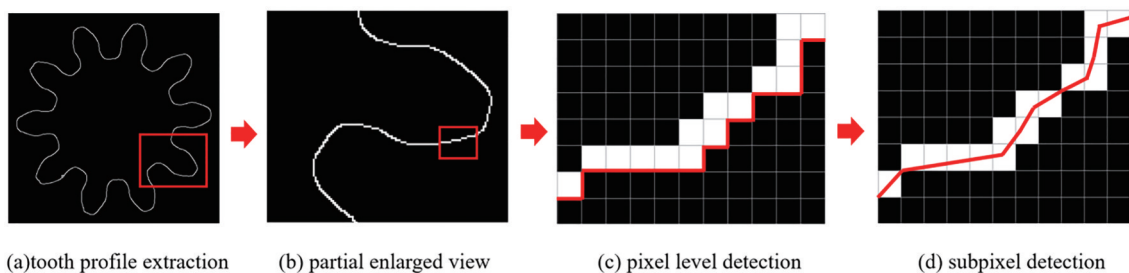 (a)tooth profile extraction
(b) partial enlarged view
(c) pixel level detection
(d) subpixel detection